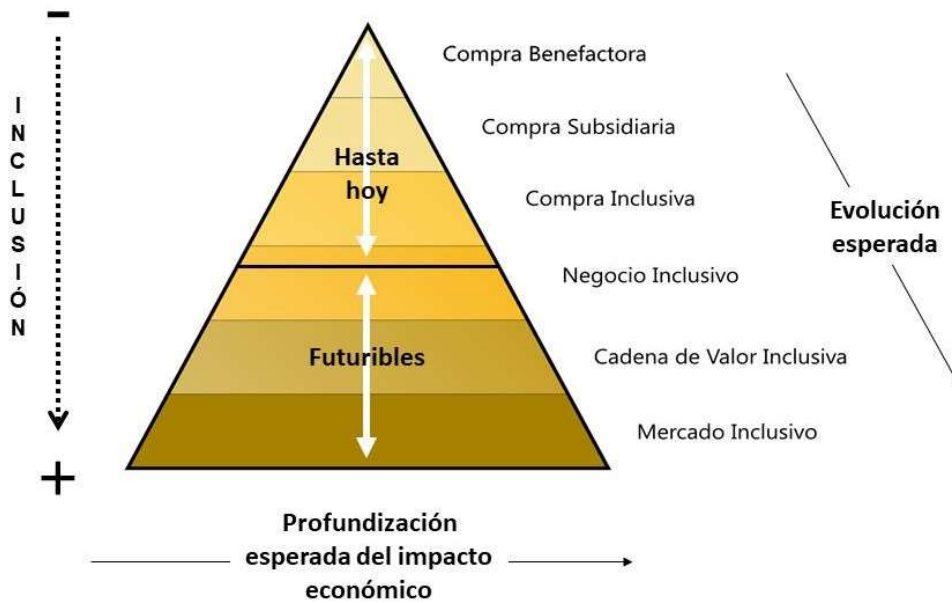 -
INCLUSIÓN
+
Hasta
hoy
Futuribles
Compra Benefactora
Compra Subsidiaria
Compra Inclusiva
Negocio Inclusivo
Cadena de Valor Inclusiva
Mercado Inclusivo
Evolución
esperada
Profundización
esperada del impacto
económico